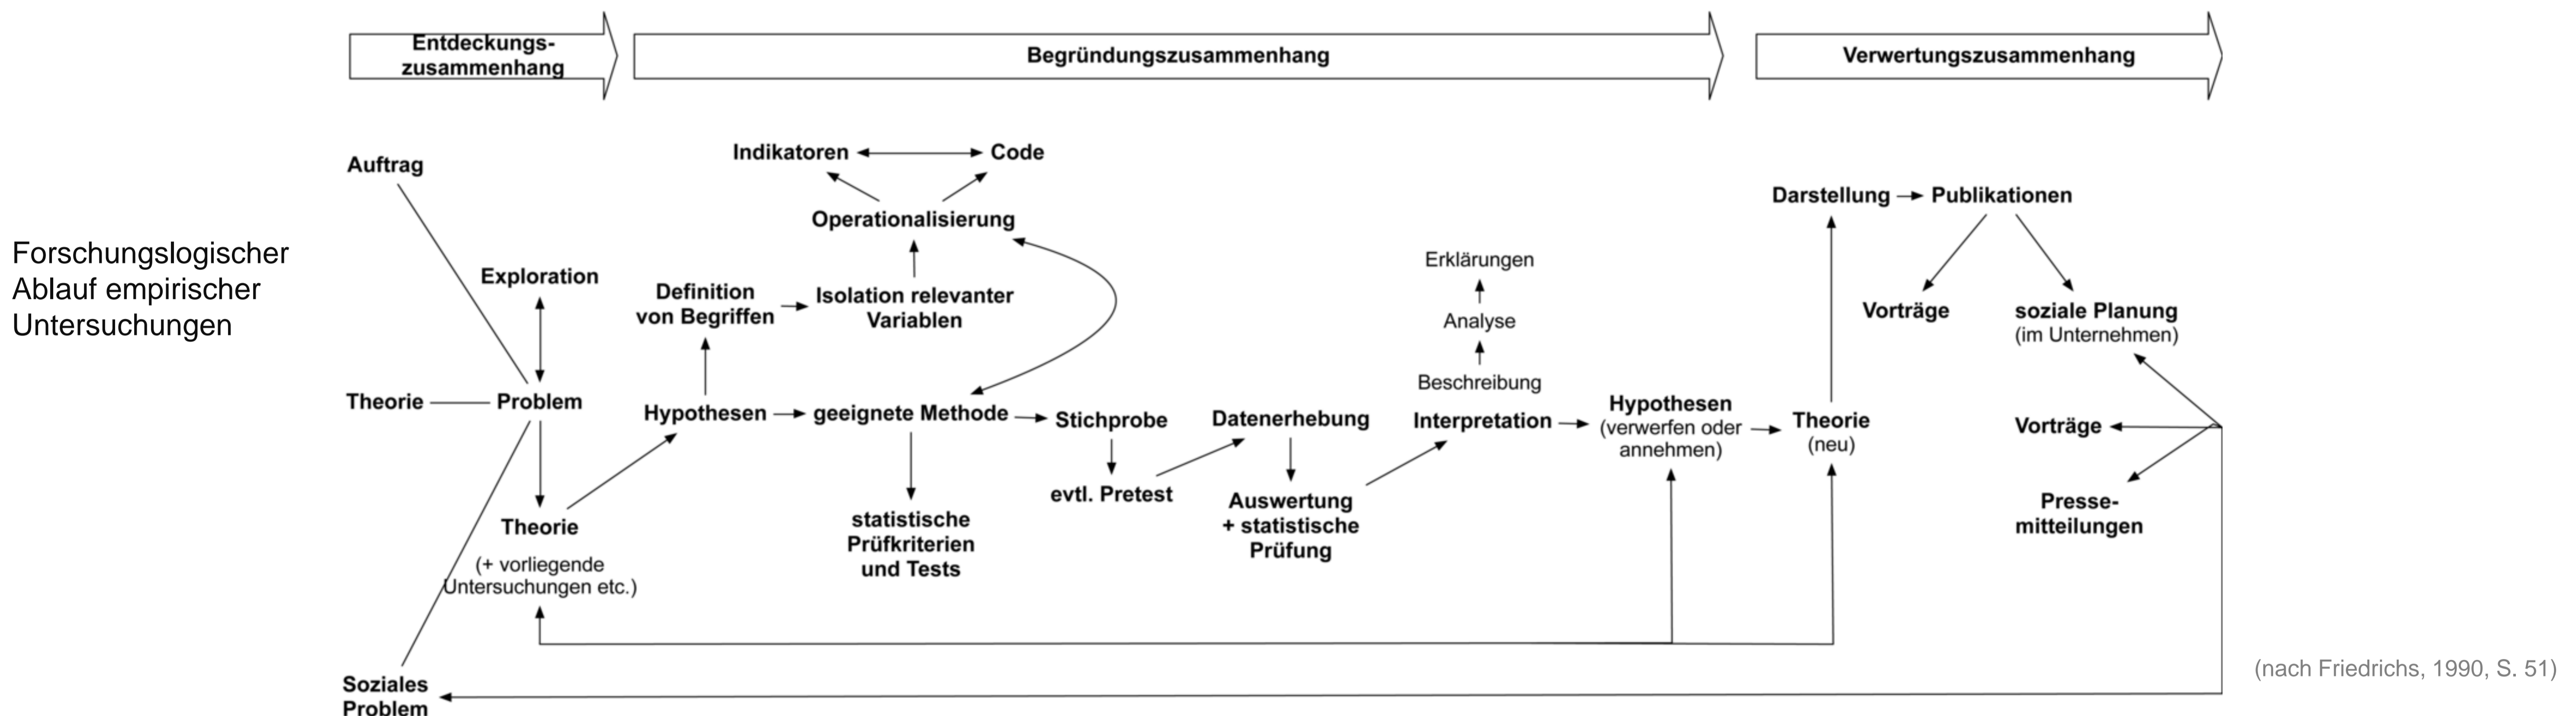 Entdeckungs-
zusammenhang
Begründungszusammenhang
Verwertungszusammenhang
Forschungslogischer
Ablauf empirischer
Untersuchungen
Auftrag
Exploration
Theorie
Problem
Theorie
(+ vorliegende
Untersuchungen etc.)
Soziales
Problem
Indikatoren
Code
Operationalisierung
Definition
von Begriffen
Isolation relevanter
Variablen
Hypothesen
geeignete Methode
statistische
Prüfkriterien
und Tests
Stichprobe
evtl. Pretest
Datenerhebung
Auswertung
+ statistische
Prüfung
Erklärungen
Analyse
Beschreibung
Interpretation
Hypothesen
(verwerfen oder
annehmen)
Theorie
(neu)
Darstellung
Publikationen
Vorträge
soziale Planung
(im Unternehmen)
Vorträge
Presse-
mitteilungen
(nach Friedrichs, 1990, S. 51)